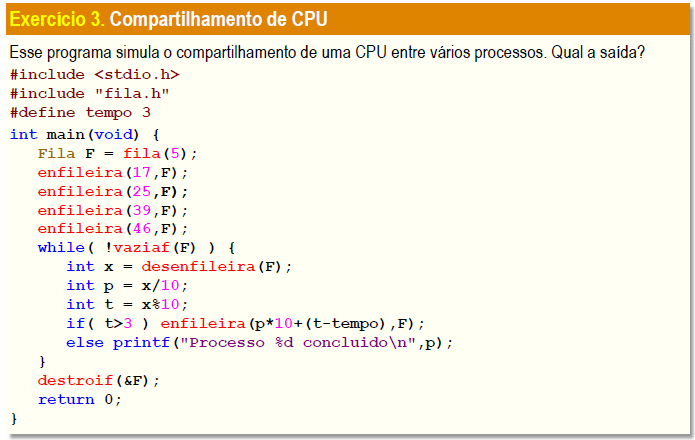 Exercício 3. Compartilhamento de CPU
Esse programa simula o compartilhamento de uma CPU entre vários processos. Qual a saída?
#include <stdio.h>
#include "fila.h"
#define tempo 3
int main(void) {
   Fila F = fila(5);
   enfileira(17,F);
   enfileira(25,F);
   enfileira(39,F);
   enfileira(46,F);
   while( !vaziaf(F) ) {
      int x = desenfileira(F);
      int p = x/10;
      int t = x%10;
      if( t>3 ) enfileira(p*10+(t-tempo),F);
      else printf("Processo %d concluido\n",p);
   }
   destroif(&F);
   return 0;
}